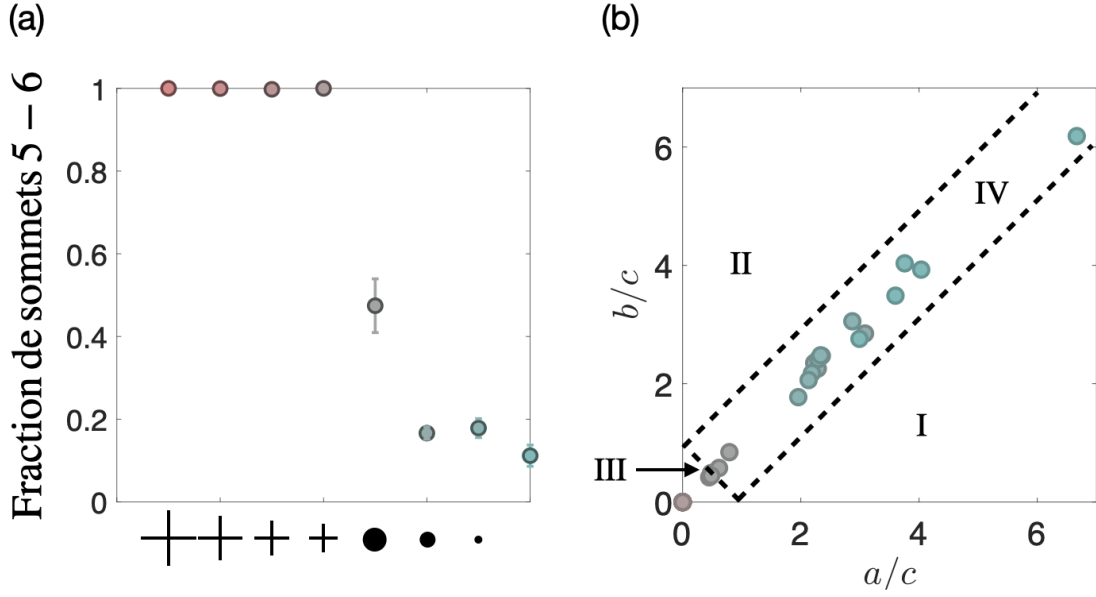 (a)
Fraction de sommets 5 – 6
1
0.8
0.6
0.4
0.2
0
(b)
b/c
6
4
2
0
0 2 4 6
a/c
II
IV
I
III